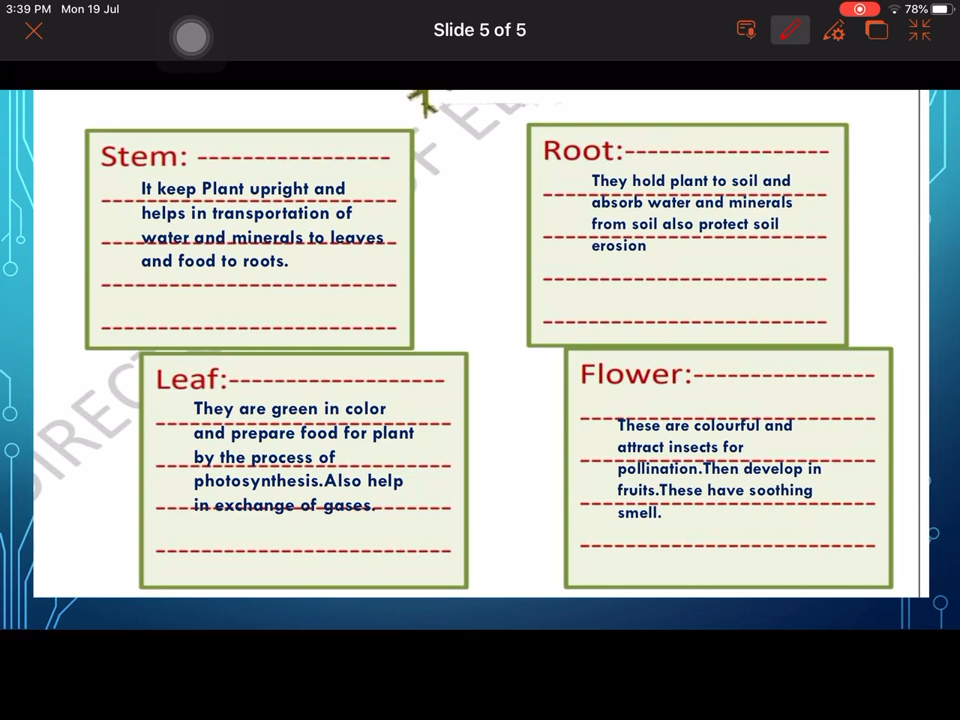 3:39 PM Mon 19 Jul
78%
Slide 5 of 5
Stem: -----------------
It keep Plant upright and
helps in transportation of
water and minerals to leaves
and food to roots.
Root:------------------
They hold plant to soil and
absorb water and minerals
from soil also protect soil
erosion
Leaf:-------------------
They are green in color
and prepare food for plant
by the process of
photosynthesis.Also help
in exchange of gases.
Flower:----------------
These are colourful and
attract insects for
pollination.Then develop in
fruits.These have soothing
smell.